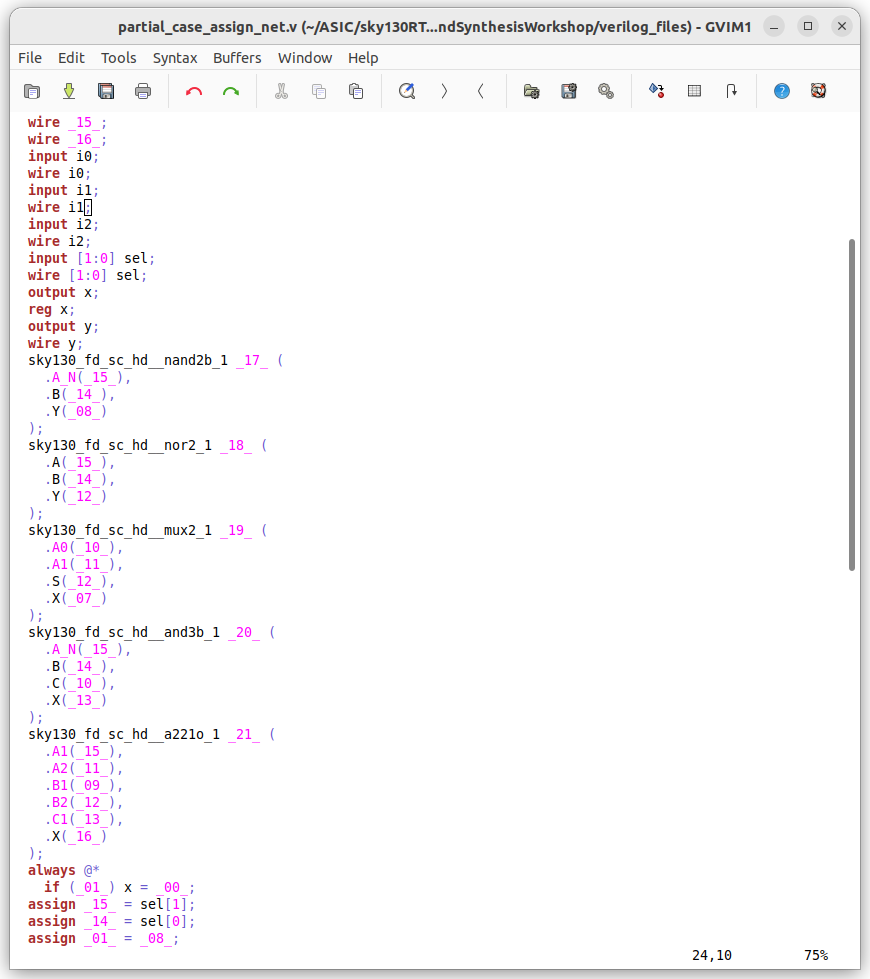 partial_case_assign_net.v (~/ASIC/sky130RT...ndSynthesisWorkshop/verilog_files) - GVIM1
File Edit Tools Syntax Buffers Window Help
wire _15_;
wire _16_;
input i0;
wire i0;
input i1;
wire i1;
input i2;
wire i2;
input [1:0] sel;
wire [1:0] sel;
output x;
reg x;
output y;
wire y;
sky130_fd_sc_hd__nand2b_1 _17_ (
.A_N(_15_),
.B(_14_),
.Y(_08_)
);
sky130_fd_sc_hd__nor2_1 _18_ (
.A(_15_),
.B(_14_),
.Y(_12_)
);
sky130_fd_sc_hd__mux2_1 _19_ (
.A0(_10_),
.A1(_11_),
.S(_12_),
.X(_07_)
);
sky130_fd_sc_hd__and3b_1 _20_ (
.A_N(_15_),
.B(_14_),
.C(_10_),
.X(_13_)
);
sky130_fd_sc_hd__a221o_1 _21_ (
.A1(_15_),
.A2(_11_),
.B1(_09_),
.B2(_12_),
.C1(_13_),
.X(_16_)
);
always @*
if (_01_) x = _00_;
assign _15_ = sel[1];
assign _14_ = sel[0];
assign _01_ = _08_;
24,10 75%